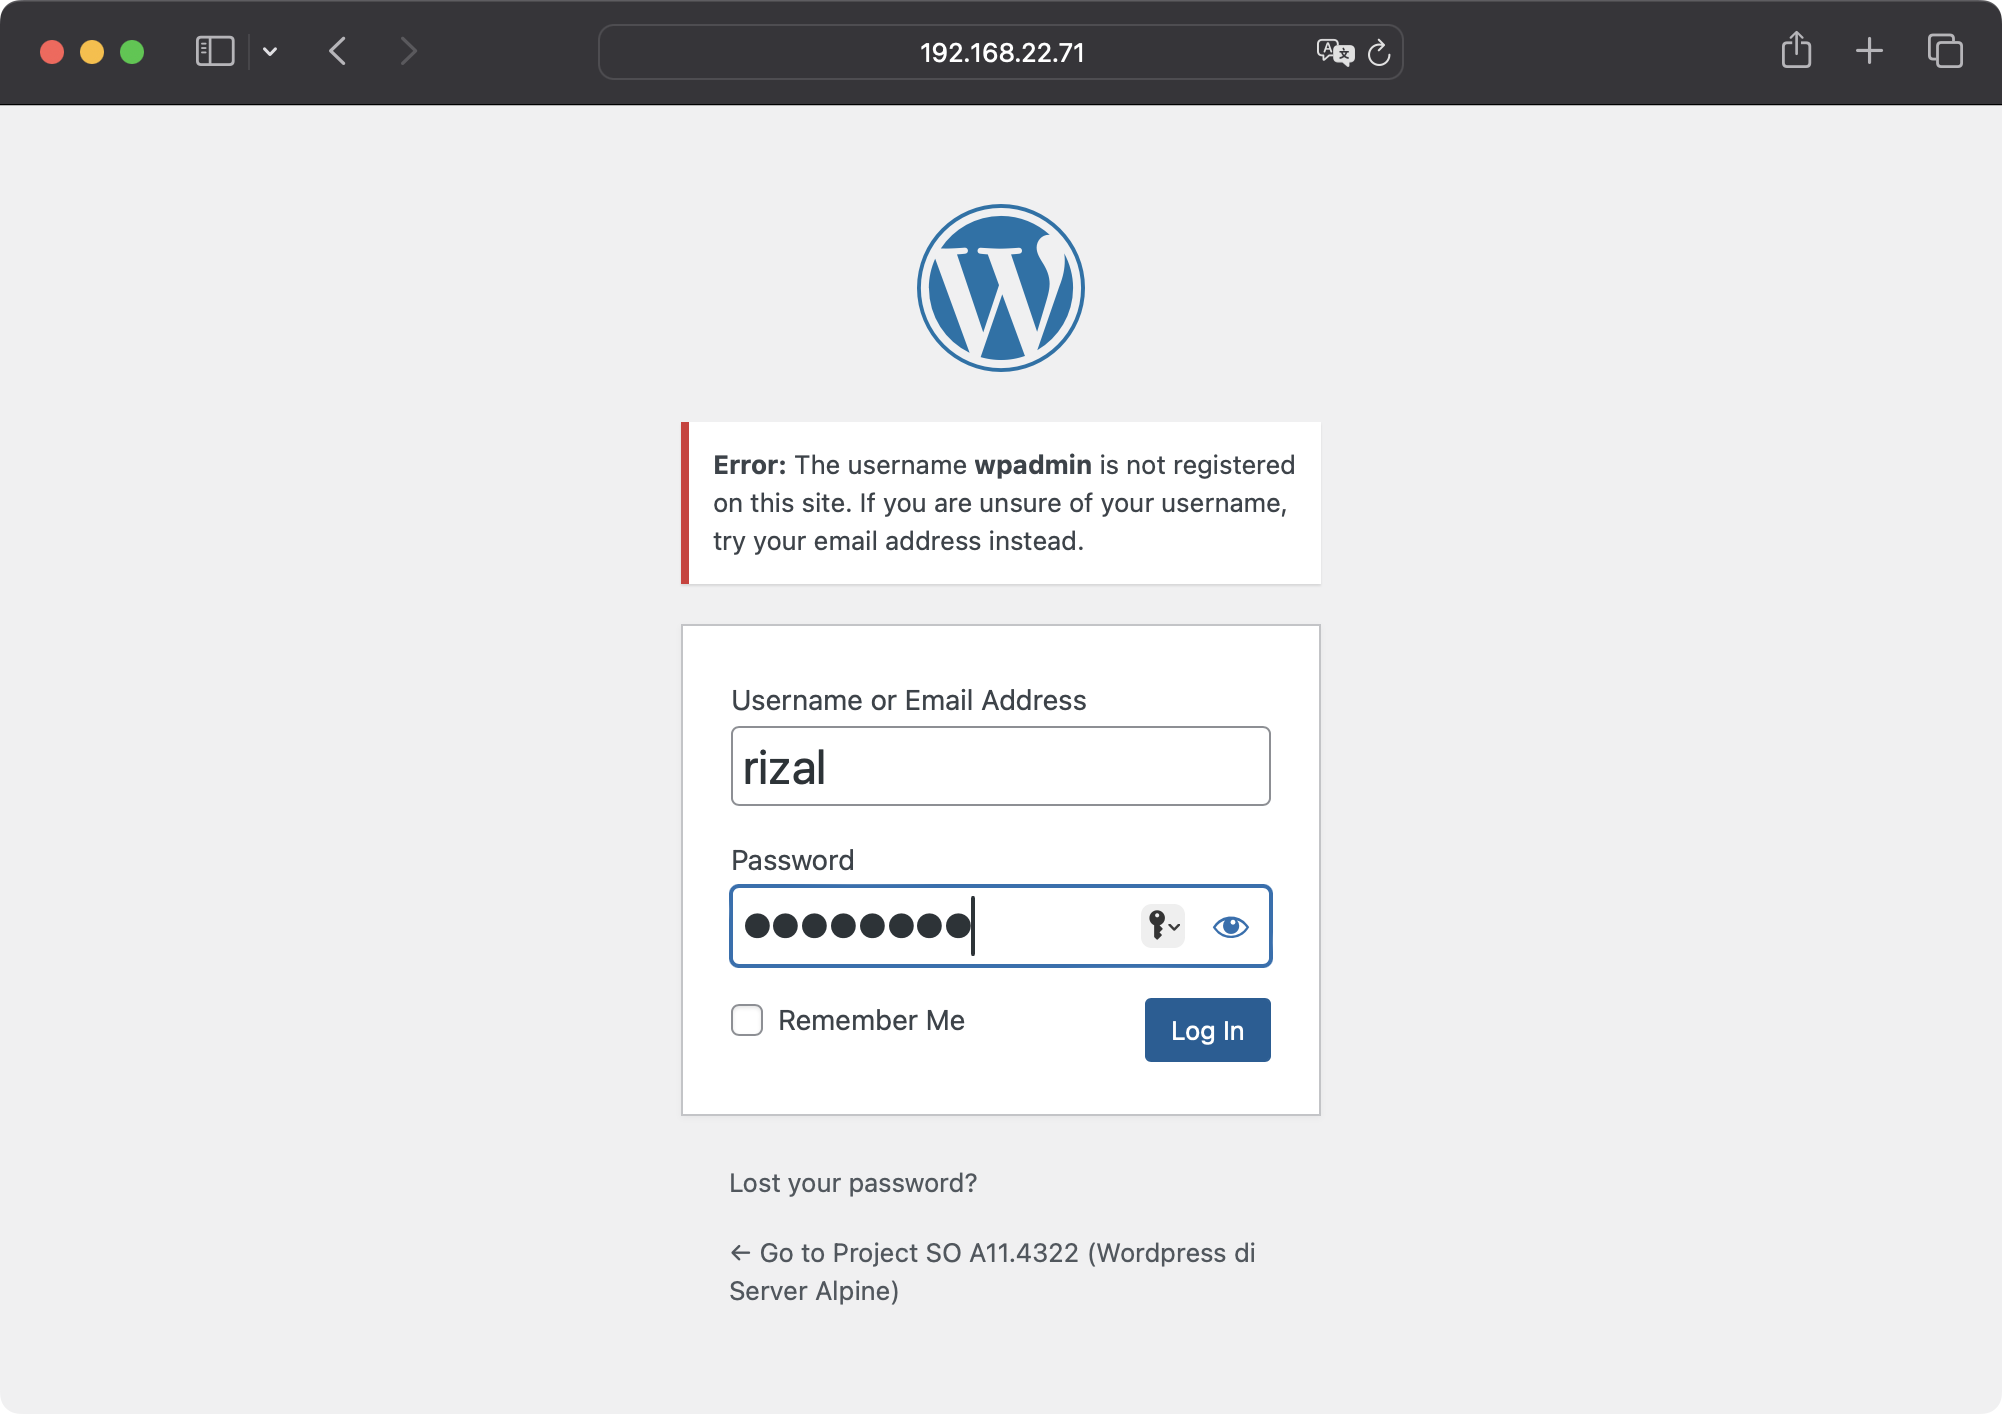 192.168.22.71
Error: The username wpadmin is not registered
on this site. If you are unsure of your username,
try your email address instead.
Username or Email Address
rizal
Password
Remember Me
Log In
Lost your password?
← Go to Project SO A11.4322 (Wordpress di
Server Alpine)